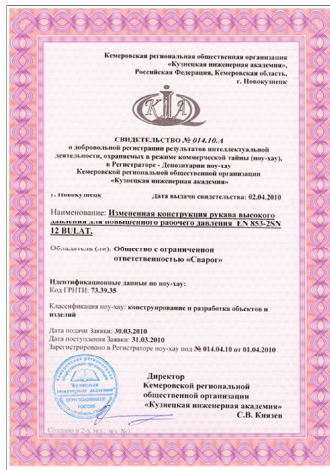 Кемеровская региональная общественная организация
«Кузнецкая инженерная академия»,
Российская Федерация, Кемеровская область,
г. Новокузнецк
КИА
СВИДЕТЕЛЬСТВО № 014.10.А
о добровольной регистрации результатов интеллектуальной
деятельности, охраняемых в режиме коммерческой тайны (ноу-хау),
в Регистраторе - Депозитарии ноу-хау
Кемеровской региональной общественной организации
«Кузнецкая инженерная академия»
г. Новокузнецк Дата выдачи свидетельства: 02.04.2010
Наименование: Измененная конструкция рукава высокого
давления для повышенного рабочего давления EN 853-2SN
12 BULAT.
Обладатель (ли): Общество с ограниченной
ответственностью «Сварог»
Идентификационные данные по ноу-хау:
Код ГРНТИ: 73.39.35
Классификация ноу-хау: конструирование и разработка объектов и
изделий
Дата подачи Заявки: 30.03.2010
Дата поступления Заявки: 31.03.2010
Зарегистрировано в Регистраторе ноу-хау под № 014.04.10 от 01.04.2010
Директор
Кемеровской региональной
общественной организации
«Кузнецкая инженерная академия»
С.В. Князев
Создано в 2-х экз., экз. №1